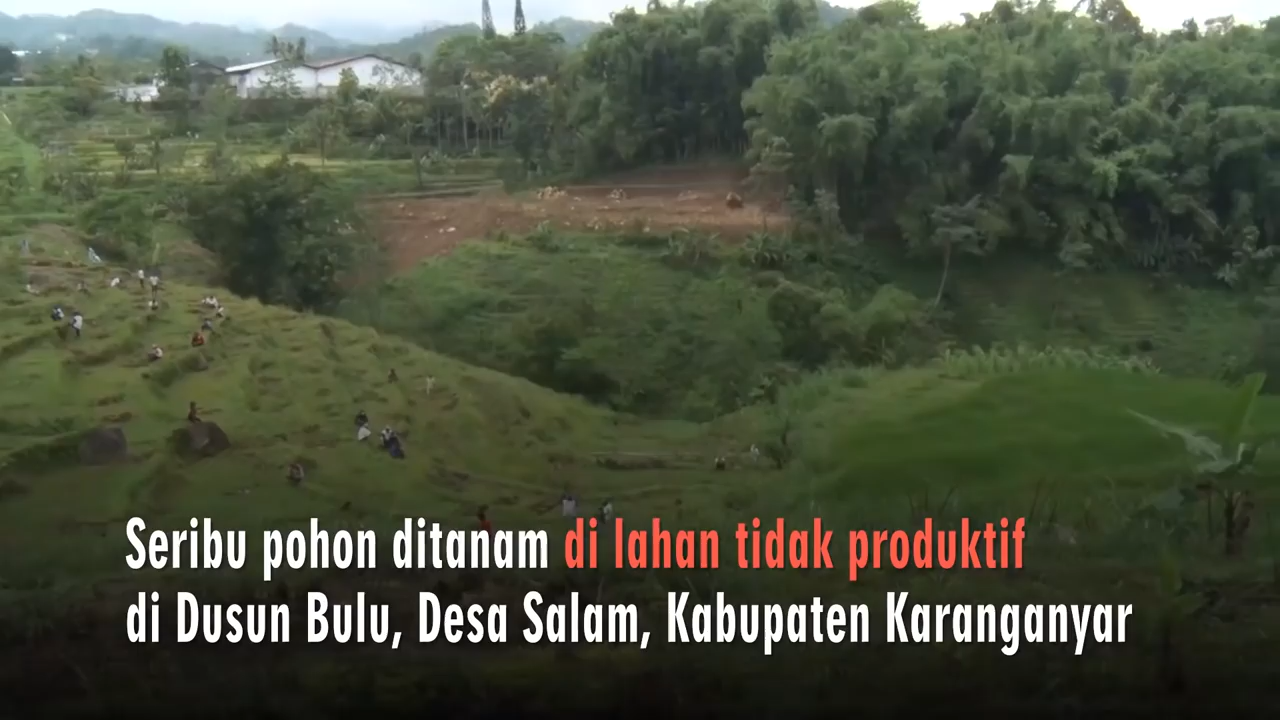 Seribu pohon ditanam di lahan tidak produktif
di Dusun Bulu, Desa Salam, Kabupaten Karanganyar